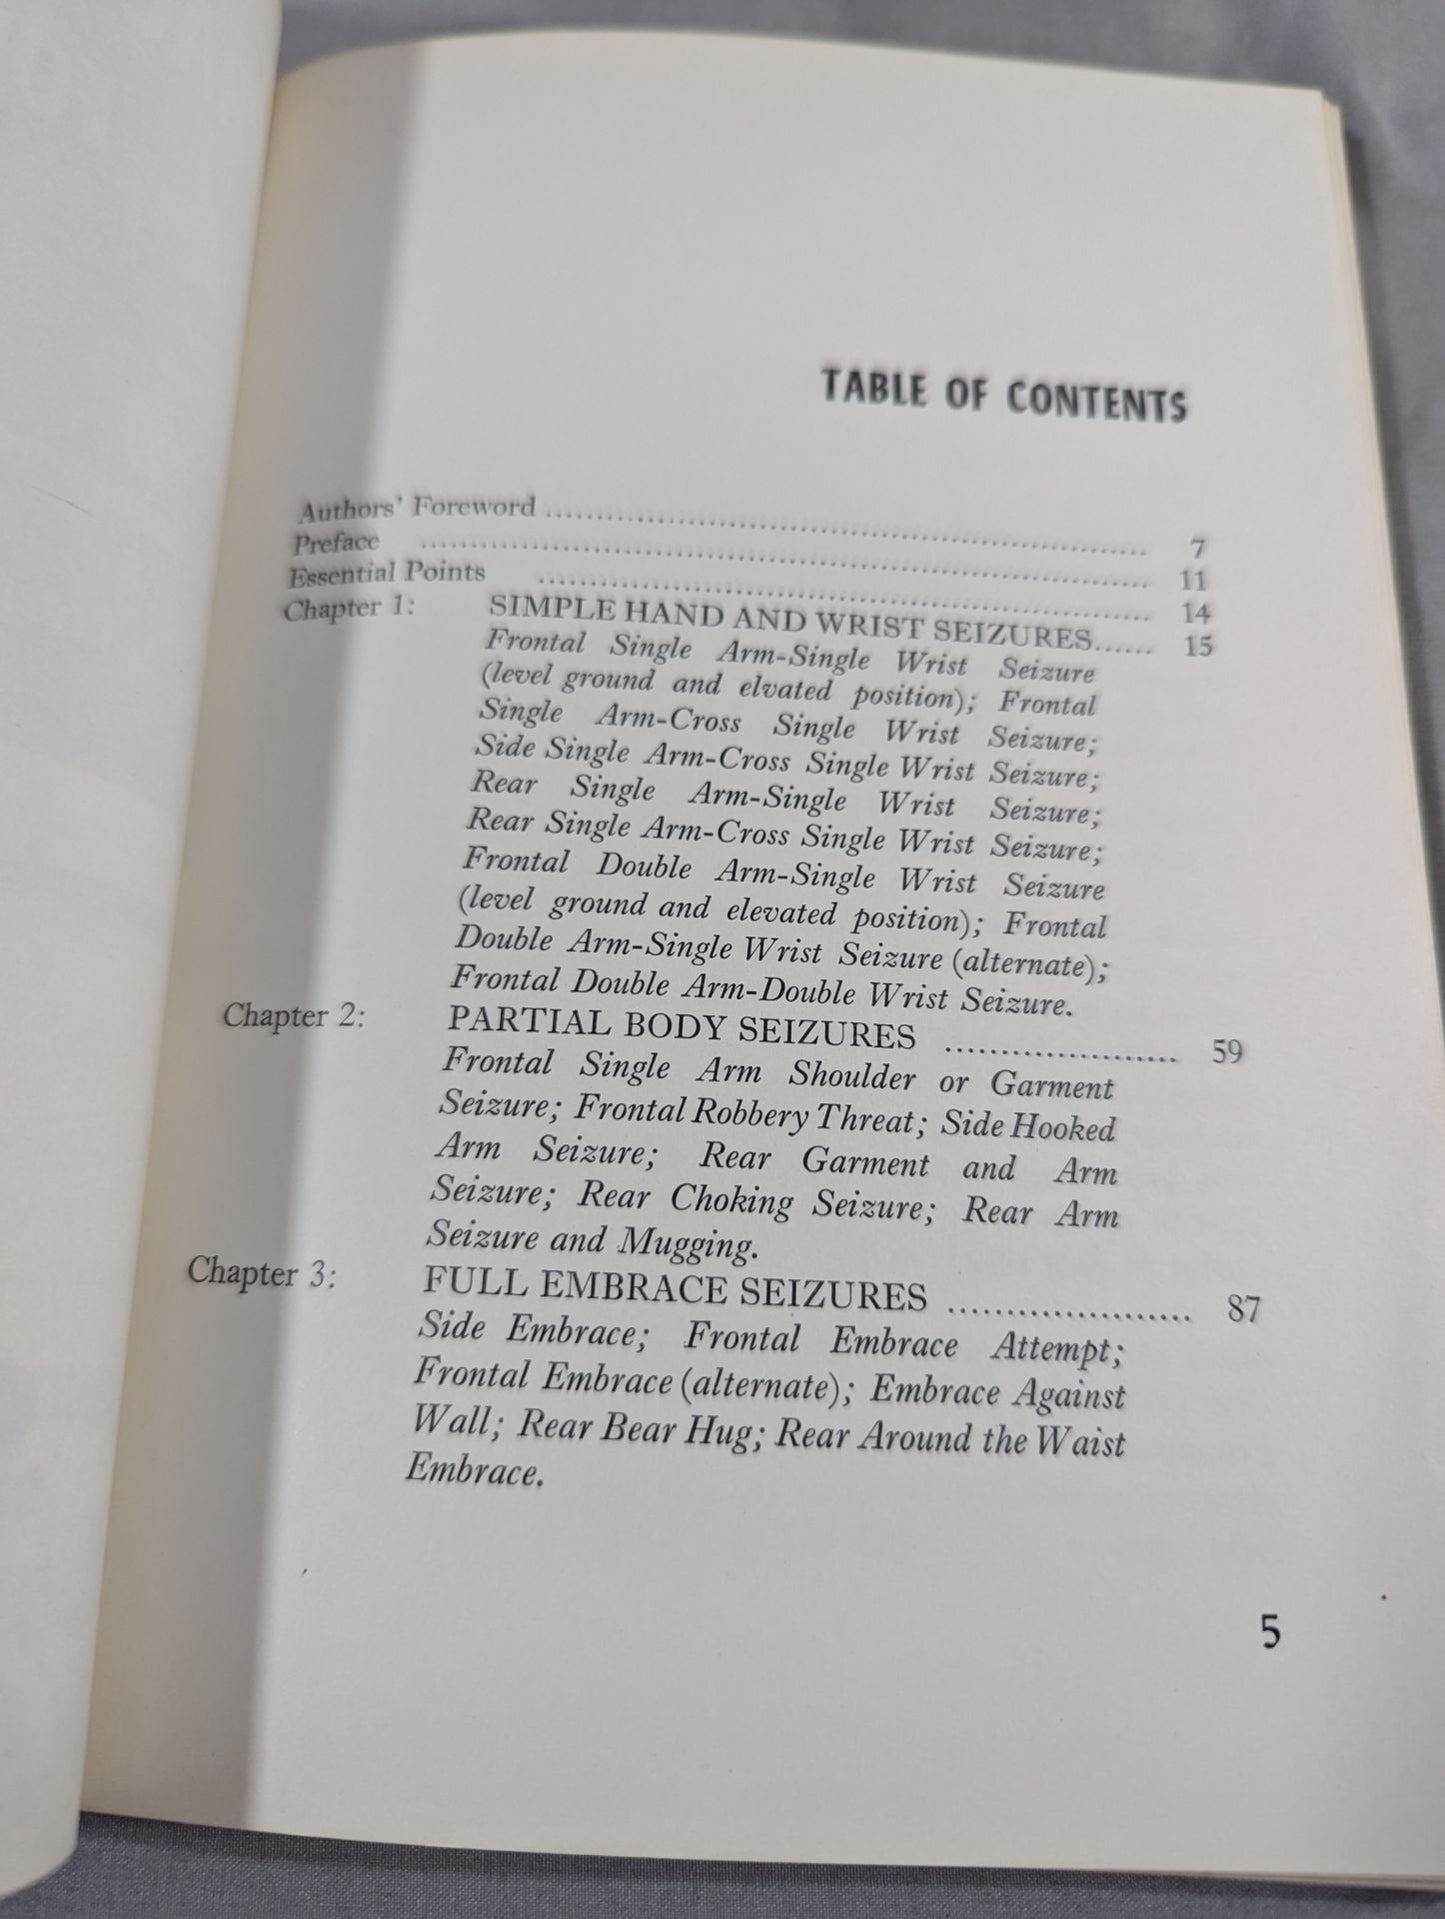 TABLE OF CONTENTS
Authors' Foreword ........................................ 7
Preface ........................................ 11
Essential Points ........................................ 14
Chapter 1: SIMPLE HAND AND WRIST SEIZURES...... 15
Frontal Single Arm-Single Wrist Seizure
(level ground and elvated position); Frontal
Single Arm-Cross Single Wrist Seizure;
Side Single Arm-Cross Single Wrist Seizure;
Rear Single Arm-Single Wrist Seizure;
Rear Single Arm-Cross Single Wrist Seizure;
Frontal Double Arm-Single Wrist Seizure
(level ground and elevated position); Frontal
Double Arm-Single Wrist Seizure (alternate);
Frontal Double Arm-Double Wrist Seizure.
Chapter 2: PARTIAL BODY SEIZURES ..................... 59
Frontal Single Arm Shoulder or Garment
Seizure; Frontal Robbery Threat; Side Hooked
Arm Seizure; Rear Garment and Arm
Seizure; Rear Choking Seizure; Rear Arm
Seizure and Mugging.
Chapter 3: FULL EMBRACE SEIZURES ...................... 87
Side Embrace; Frontal Embrace Attempt;
Frontal Embrace (alternate); Embrace Against
Wall; Rear Bear Hug; Rear Around the Waist
Embrace.
5